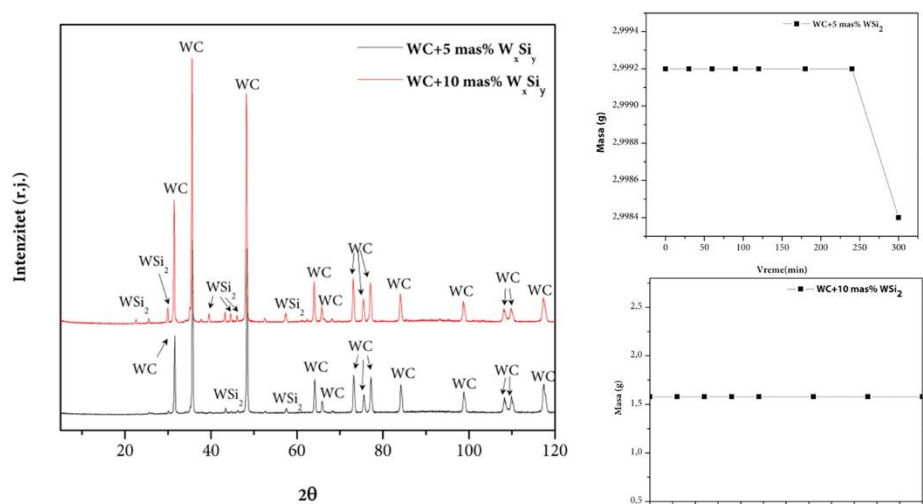 WC
WC+5 mas% WxSiy
WC+10 mas% WxSiy
WC
WC
WSi2
WSi2
WSi2
WSi2
WC
WC
WC
WC
WC
WC
WC
WC
WSi2
WSi2
WC
WC
WC
WC
WC
WC
WC
Intenzitet (r.j.)
20 40 60 80 100 120
2θ
WC+5 mas% WSi2
2,9994
2,9992
2,9990
2,9988
2,9986
2,9984
Masa (g)
0 50 100 150 200 250 300
Vreme(min)
WC+10 mas% WSi2
2,5
2,0
1,5
1,0
0,5
Masa (g)